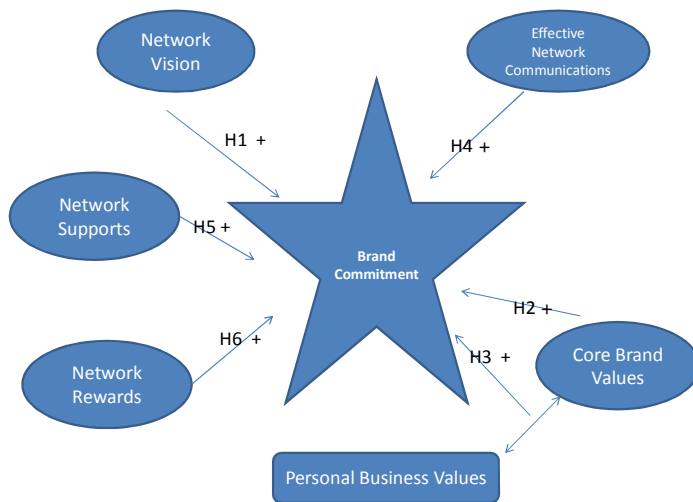 Network
Vision
Effective
Network
Communications
H1 +
H4 +
Network
Supports
H5 +
Brand
Commitment
H2 +
H6 +
H3 +
Core Brand
Values
Network
Rewards
Personal Business Values